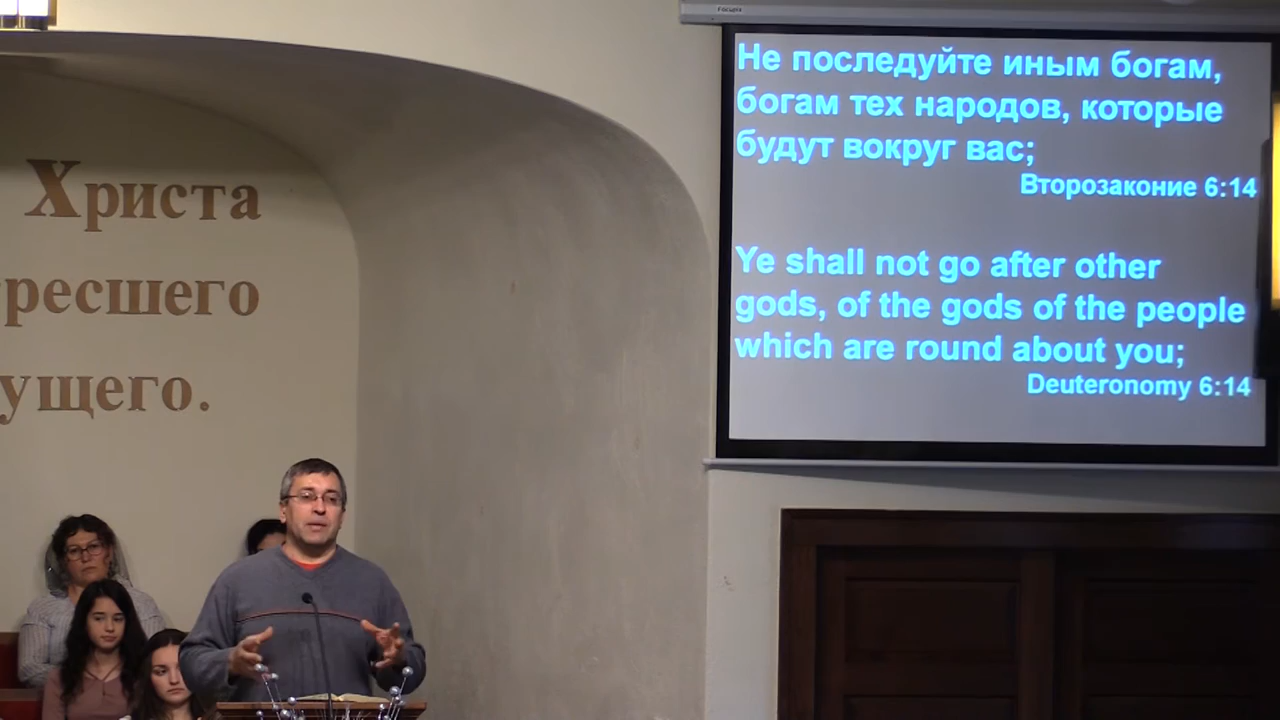 Христа
ресшего
ущего.
Не последуйте иным богам,
богам тех народов, которые
будут вокруг вас;
Второзаконие 6:14
Ye shall not go after other
gods, of the gods of the people
which are round about you;
Deuteronomy 6:14